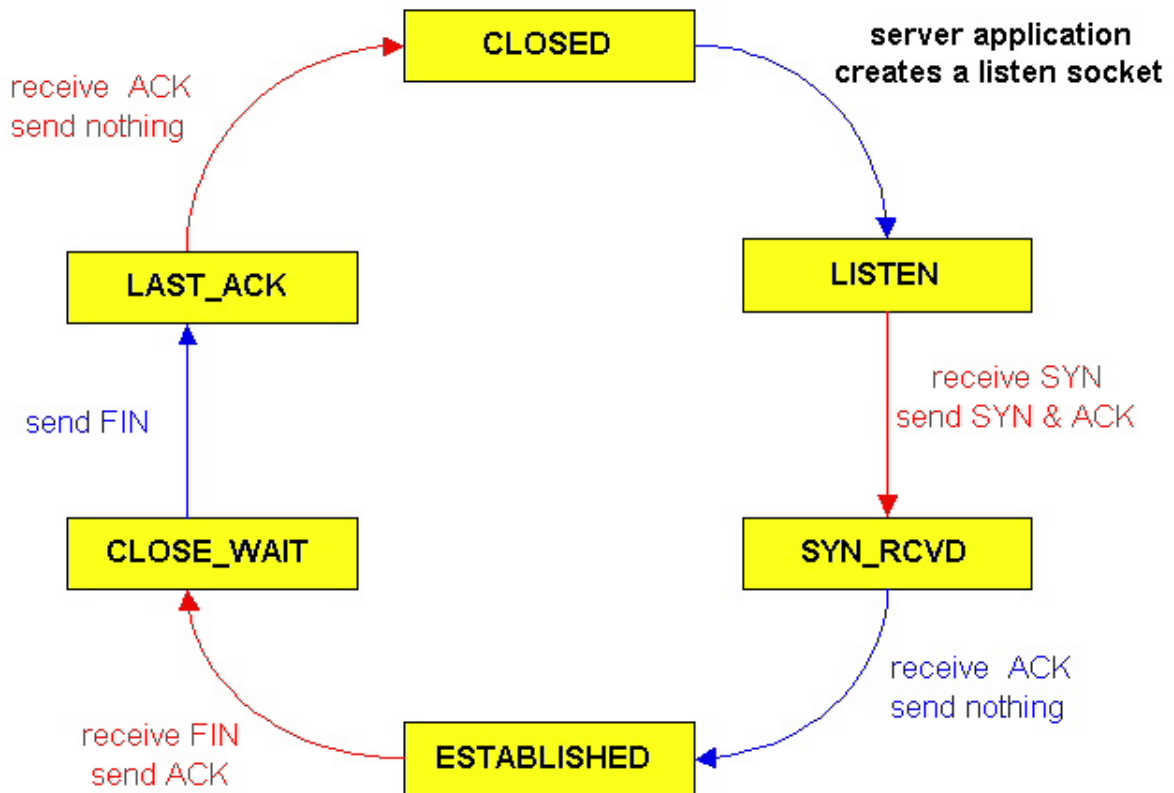 CLOSED
server application
creates a listen socket
receive ACK
send nothing
LAST_ACK
LISTEN
receive SYN
send SYN & ACK
send FIN
CLOSE_WAIT
SYN_RCVD
receive ACK
send nothing
receive FIN
send ACK
ESTABLISHED